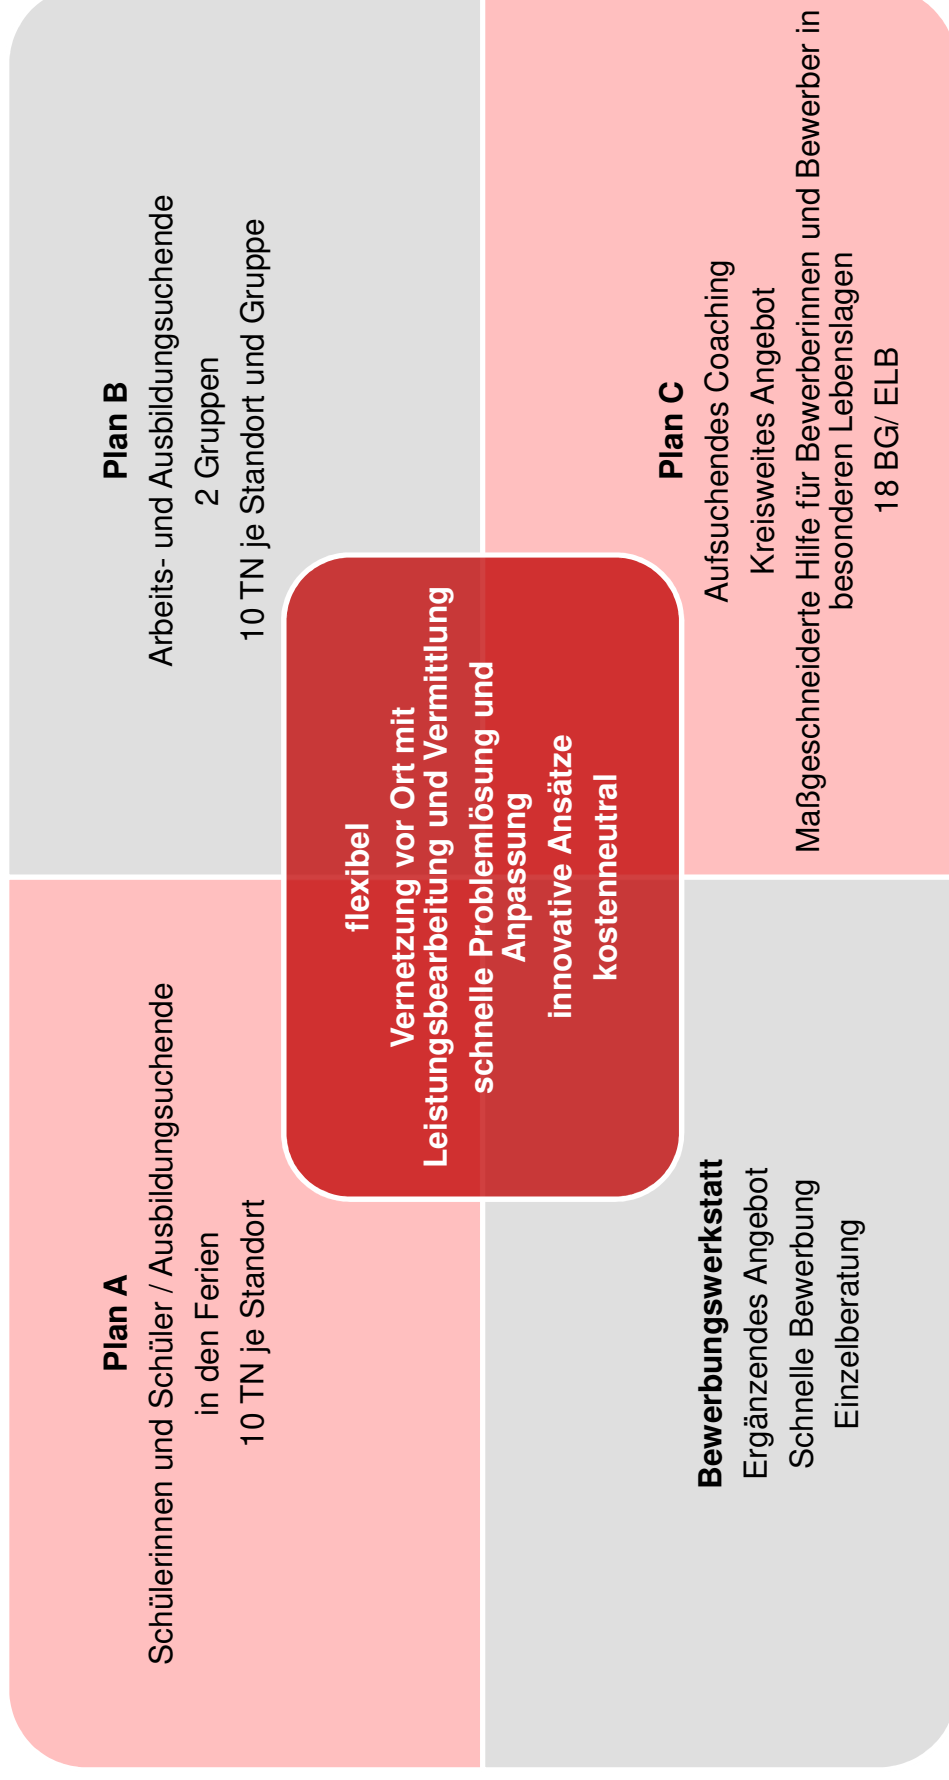 Plan A
Schülerinnen und Schüler / Ausbildungsuchende
in den Ferien
10 TN je Standort
Plan B
Arbeits- und Ausbildungsuchende
2 Gruppen
10 TN je Standort und Gruppe
flexibel
Vernetzung vor Ort mit
Leistungsbearbeitung und Vermittlung
schnelle Problemlösung und
Anpassung
innovative Ansätze
kostenneutral
Bewerbungswerkstatt
Ergänzendes Angebot
Schnelle Bewerbung
Einzelberatung
Plan C
Aufsuchendes Coaching
Kreisweites Angebot
Maßgeschneiderte Hilfe für Bewerberinnen und Bewerber in
besonderen Lebenslagen
18 BG/ ELB